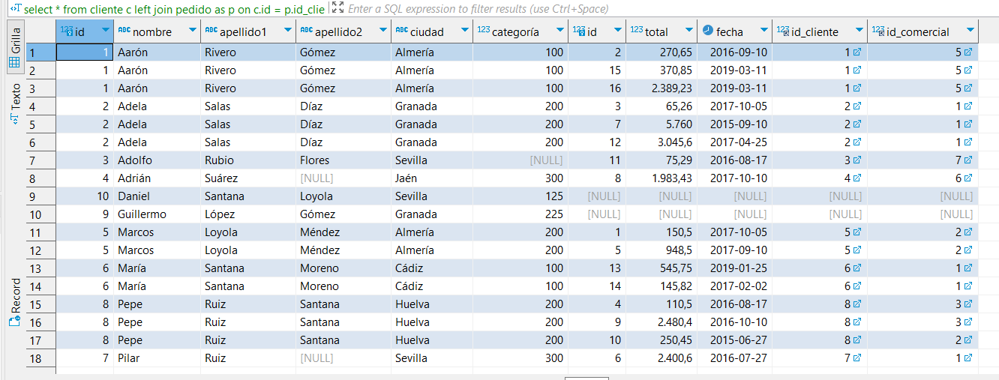 select * from cliente c left join pedido as p on c.id = p.id_clie Enter a SQL expression to filter results (use Ctrl+Space)
Grilla
Texto
Record
123 id ABC nombre ABC apellido1 ABC apellido2 ABC ciudad 123 categoría 123 id 123 total fecha 123 id_cliente 123 id_comercial
1 1 Aarón Rivero Gómez Almería 100 2 270,65 2016-09-10 1 5
2 1 Aarón Rivero Gómez Almería 100 15 370,85 2019-03-11 1 5
3 1 Aarón Rivero Gómez Almería 100 16 2.389,23 2019-03-11 1 5
4 2 Adela Salas Díaz Granada 200 3 65,26 2017-10-05 2 1
5 2 Adela Salas Díaz Granada 200 7 5.760 2015-09-10 2 1
6 2 Adela Salas Díaz Granada 200 12 3.045,6 2017-04-25 2 1
7 3 Adolfo Rubio Flores Sevilla [NULL] 11 75,29 2016-08-17 3 7
8 4 Adrián Suárez [NULL] Jaén 300 8 1.983,43 2017-10-10 4 6
9 10 Daniel Santana Loyola Sevilla 125 [NULL] [NULL] [NULL] [NULL] [NULL]
10 9 Guillermo López Gómez Granada 225 [NULL] [NULL] [NULL] [NULL] [NULL]
11 5 Marcos Loyola Méndez Almería 200 1 150,5 2017-10-05 5 2
12 5 Marcos Loyola Méndez Almería 200 5 948,5 2017-09-10 5 2
13 6 María Santana Moreno Cádiz 100 13 545,75 2019-01-25 6 1
14 6 María Santana Moreno Cádiz 100 14 145,82 2017-02-02 6 1
15 8 Pepe Ruiz Santana Huelva 200 4 110,5 2016-08-17 8 3
16 8 Pepe Ruiz Santana Huelva 200 9 2.480,4 2016-10-10 8 3
17 8 Pepe Ruiz Santana Huelva 200 10 250,45 2015-06-27 8 2
18 7 Pilar Ruiz [NULL] Sevilla 300 6 2.400,6 2016-07-27 7 1